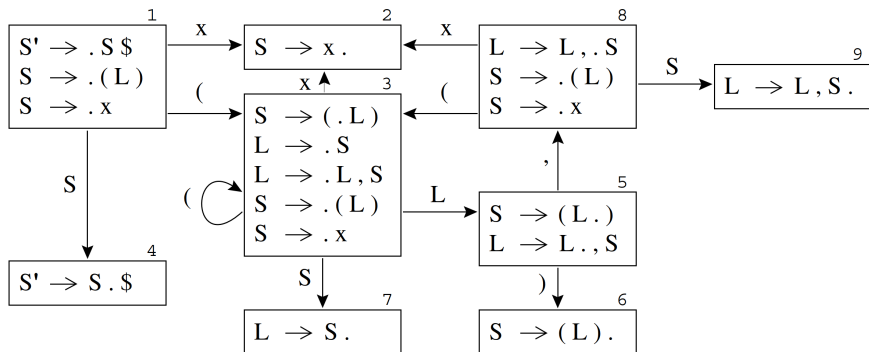 1
S' → . S $
S → . ( L )
S → . x
x
(
S
4
S' → S . $
2
S → x .
x
3
S → ( . L )
L → . S
L → . L , S
S → . ( L )
S → . x
(
S
7
L → S .
L
x
(
8
L → L , . S
S → . ( L )
S → . x
,
5
S → ( L . )
L → L . , S
)
6
S → ( L ) .
S
9
L → L , S .